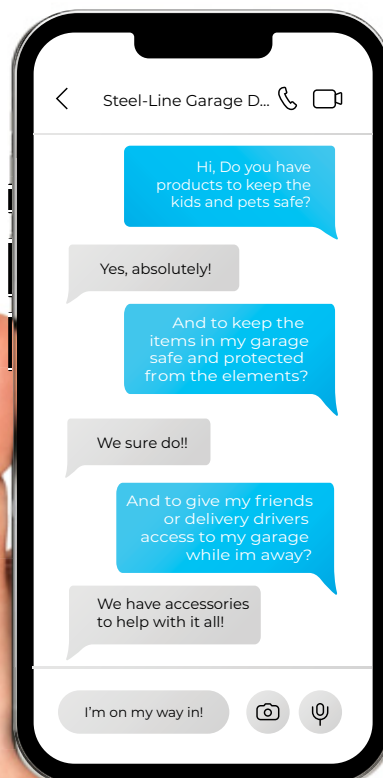 Steel-Line Garage D...
Hi, Do you have
products to keep the
kids and pets safe?
Yes, absolutely!
And to keep the
items in my garage
safe and protected
from the elements?
We sure do!!
And to give my friends
or delivery drivers
access to my garage
while im away?
We have accessories
to help with it all!
I'm on my way in!